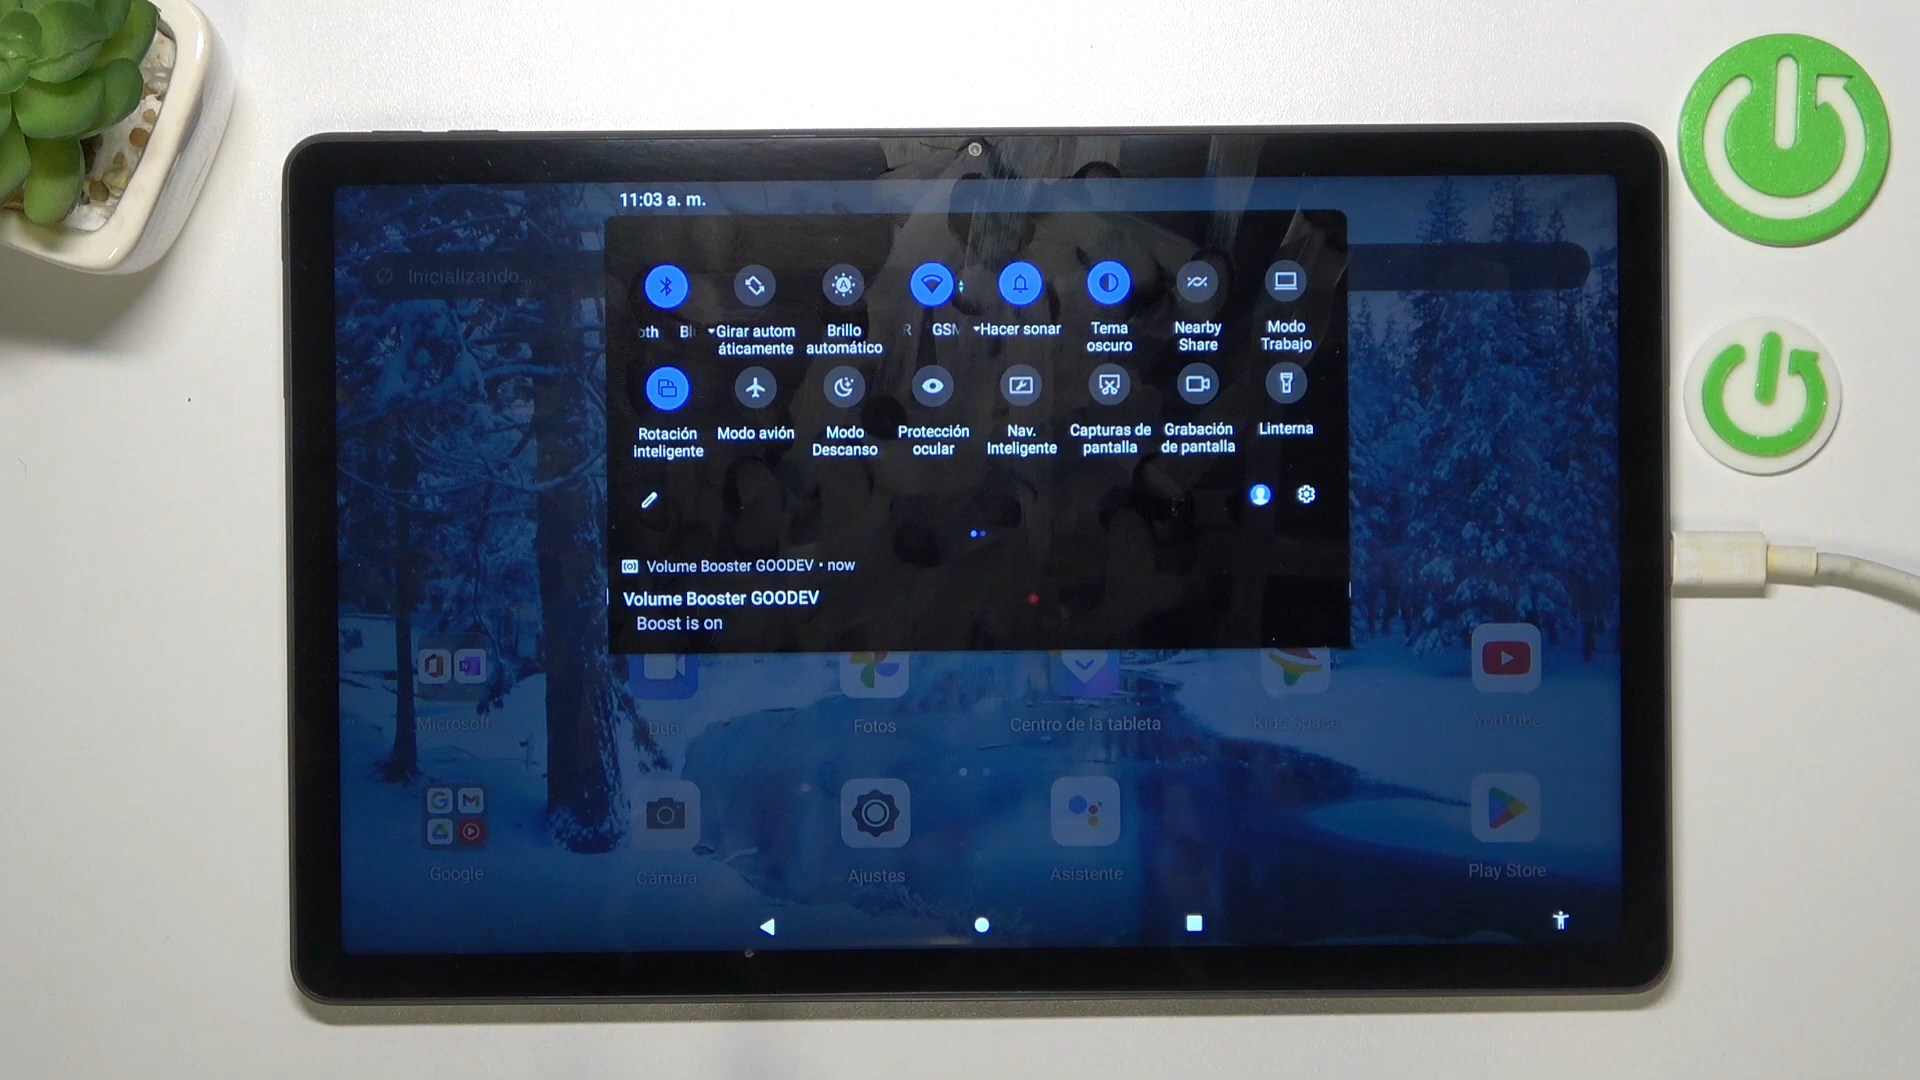 11:03 a. m.
Inicializando...
Girar autom
áticamente
Brillo
automático
Hacer sonar
Tema
oscuro
Nearby
Share
Modo
Trabajo
Rotación
inteligente
Modo avión
Modo
Descanso
Protección
ocular
Nav.
Inteligente
Capturas de
pantalla
Grabación
de pantalla
Linterna
Volume Booster GOODEV • now
Volume Booster GOODEV
Boost is on
Microsoft
Duo
Fotos
Centro de la tableta
Kids Space
YouTube
Google
Cámara
Ajustes
Asistente
Play Store